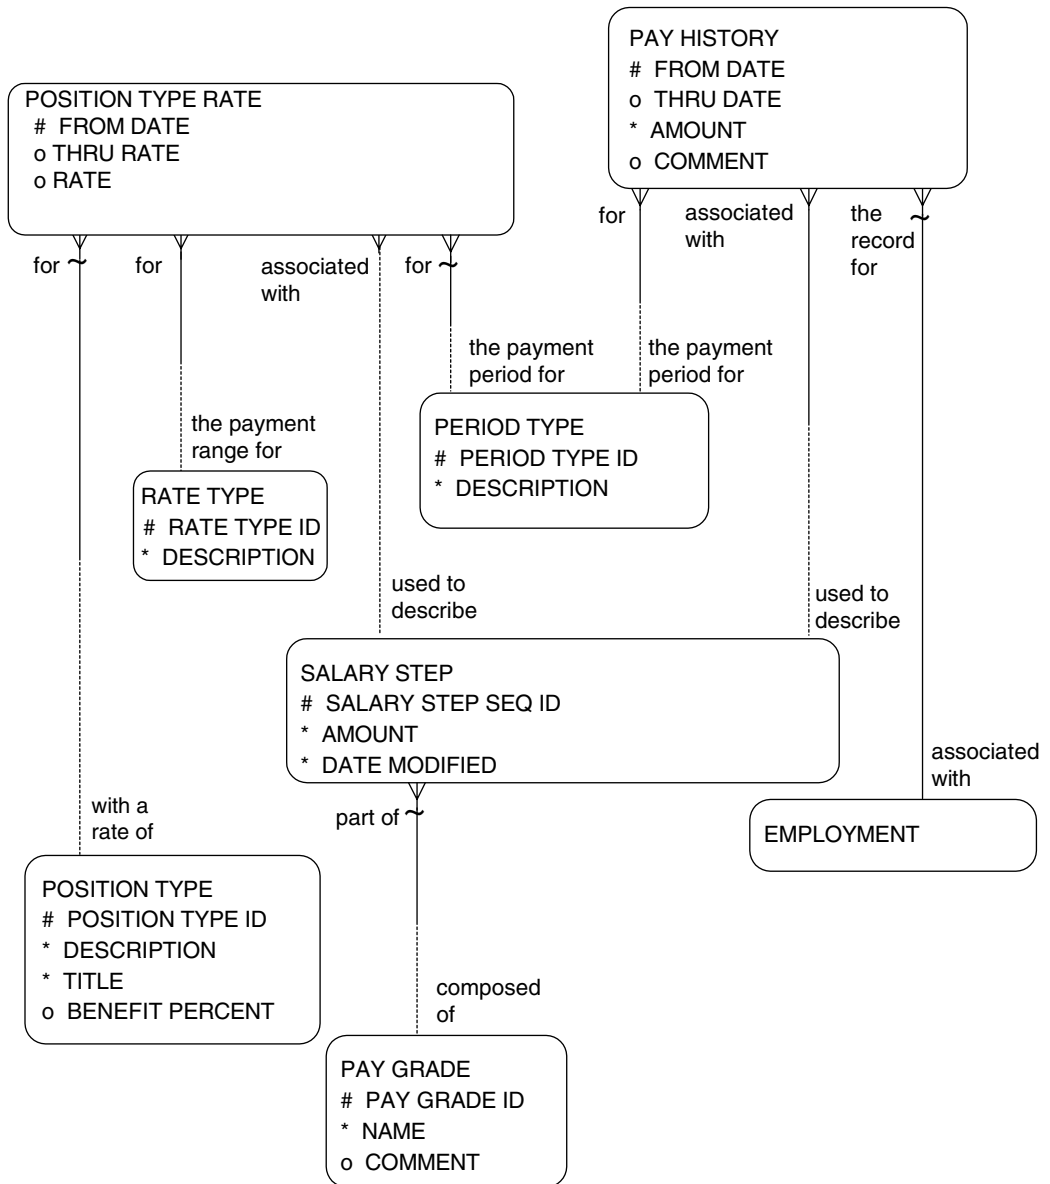 PAY HISTORY
# FROM DATE
o THRU DATE
* AMOUNT
o COMMENT
POSITION TYPE RATE
# FROM DATE
o THRU RATE
o RATE
for
associated
with
the
record
for
for
for
associated
with
for
the payment
period for
the payment
period for
the payment
range for
PERIOD TYPE
# PERIOD TYPE ID
* DESCRIPTION
RATE TYPE
# RATE TYPE ID
* DESCRIPTION
used to
describe
used to
describe
SALARY STEP
# SALARY STEP SEQ ID
* AMOUNT
* DATE MODIFIED
associated
with
with a
rate of
part of
EMPLOYMENT
POSITION TYPE
# POSITION TYPE ID
* DESCRIPTION
* TITLE
o BENEFIT PERCENT
composed
of
PAY GRADE
# PAY GRADE ID
* NAME
o COMMENT